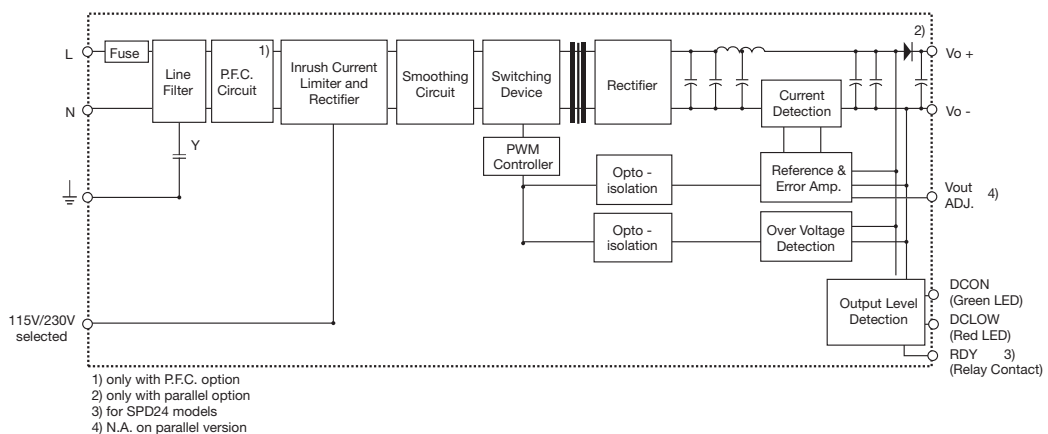 L
Fuse
Line
Filter
1)
P.F.C.
Circuit
Inrush Current
Limiter and
Rectifier
Smoothing
Circuit
Switching
Device
Rectifier
2)
Vo +
Current
Detection
N
Vo -
Y
PWM
Controller
Opto -
isolation
Reference &
Error Amp.
Vout
ADJ.
4)
Opto -
isolation
Over Voltage
Detection
115V/230V
selected
Output Level
Detection
DCON
(Green LED)
DCLOW
(Red LED)
RDY 3)
(Relay Contact)
1) only with P.F.C. option
2) only with parallel option
3) for SPD24 models
4) N.A. on parallel version